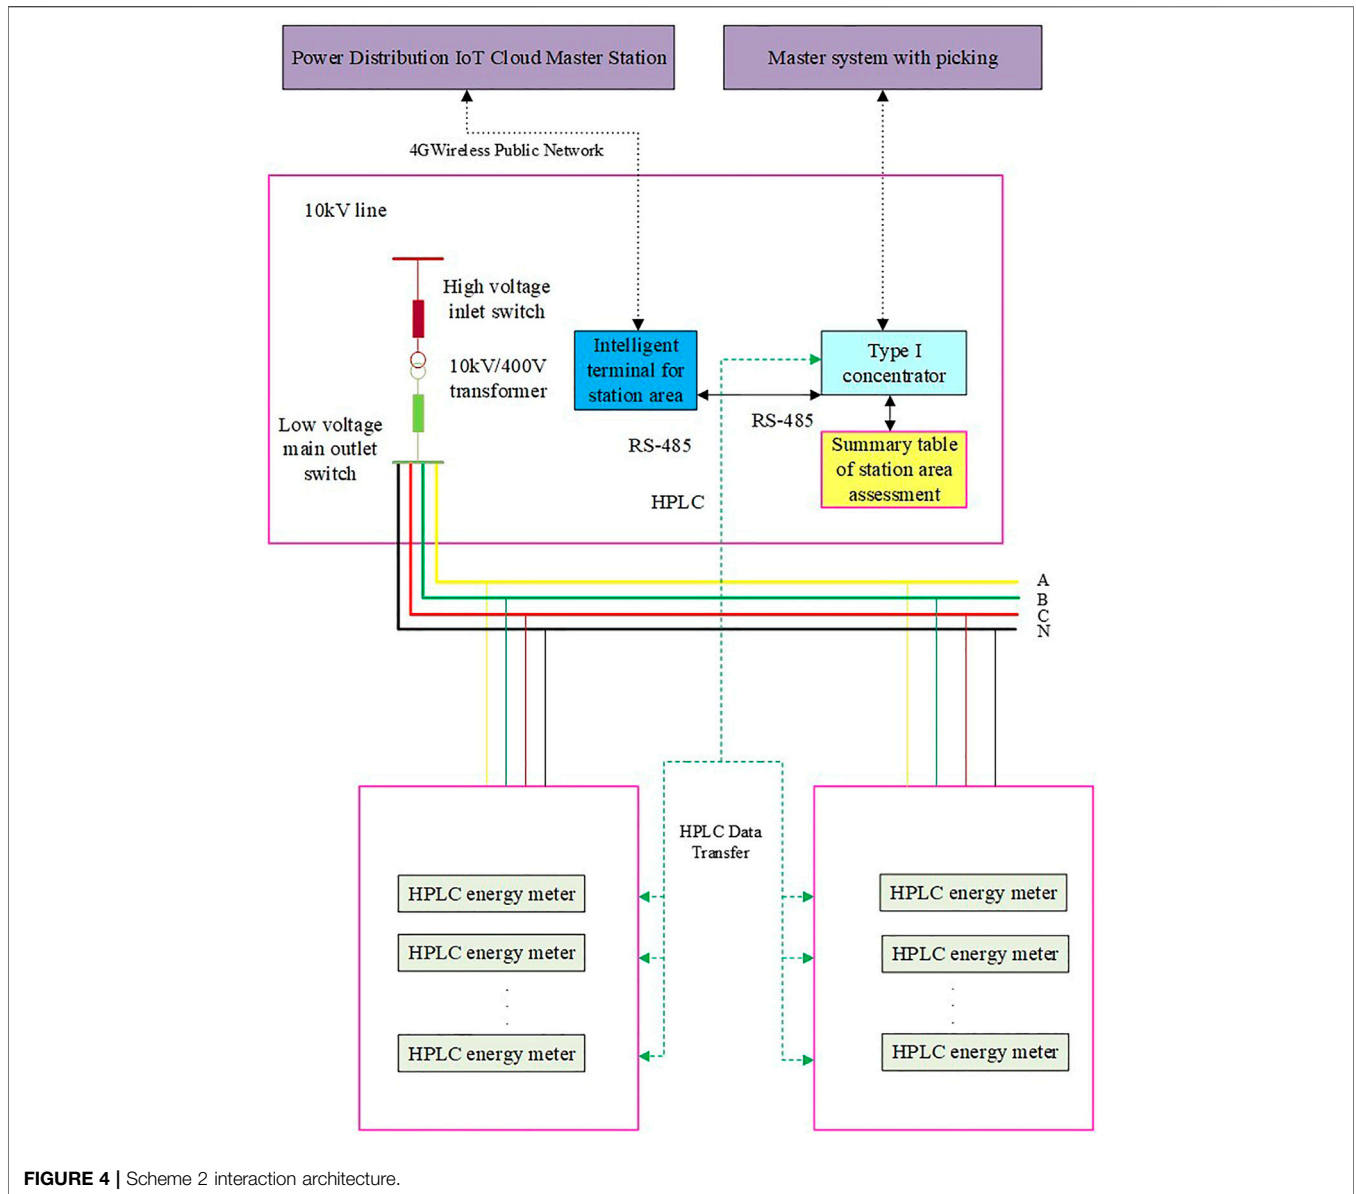 Power Distribution IoT Cloud Master Station
Master system with picking
4GWireless Public Network
10kV line
High voltage
inlet switch
10kV/400V
transformer
Low voltage
main outlet
switch
Intelligent
terminal for
station area
Type I
concentrator
RS-485
RS-485
Summary table
of station area
assessment
HPLC
A
B
C
N
HPLC Data
Transfer
HPLC energy meter
HPLC energy meter
HPLC energy meter
HPLC energy meter
HPLC energy meter
HPLC energy meter
FIGURE 4 | Scheme 2 interaction architecture.